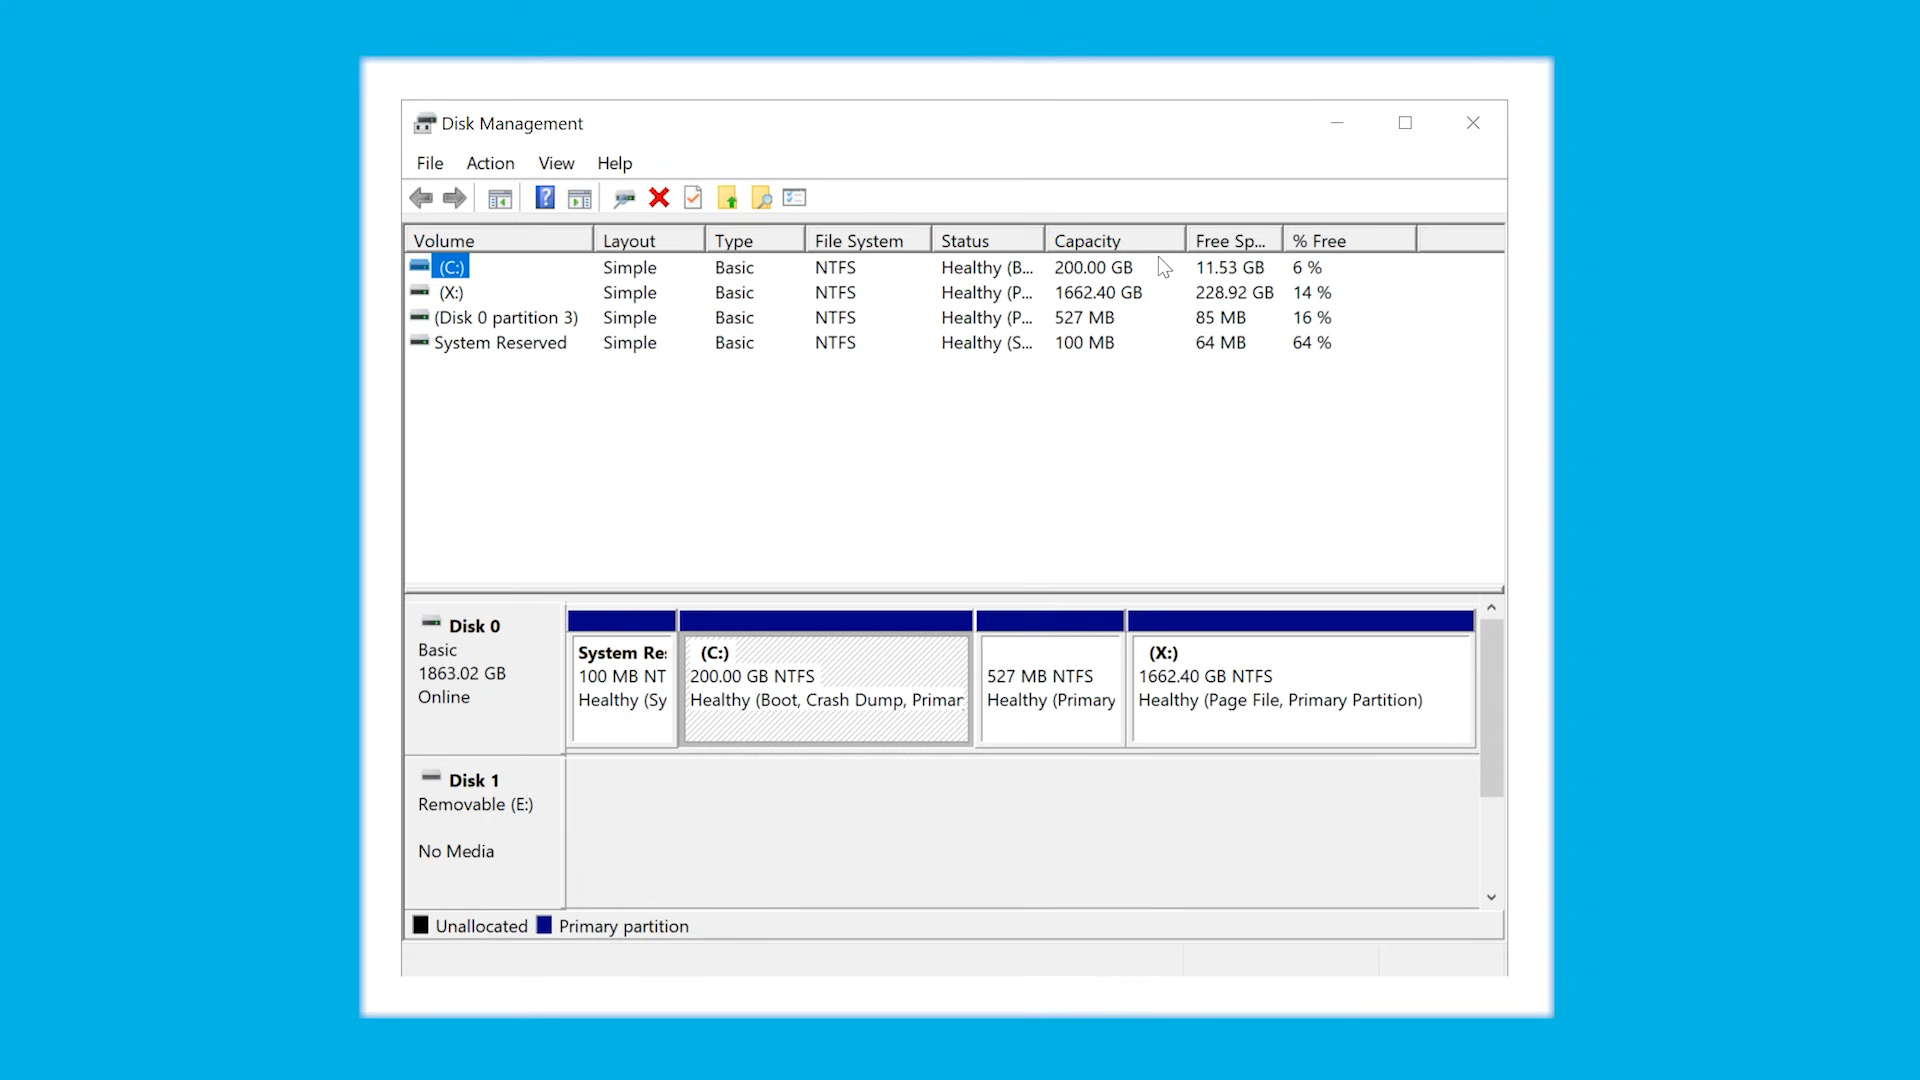 Disk Management
File Action View Help
Volume Layout Type File System Status Capacity Free Sp... % Free
(C:) Simple Basic NTFS Healthy (B... 200.00 GB 11.53 GB 6 %
(X:) Simple Basic NTFS Healthy (P... 1662.40 GB 228.92 GB 14 %
(Disk 0 partition 3) Simple Basic NTFS Healthy (P... 527 MB 85 MB 16 %
System Reserved Simple Basic NTFS Healthy (S... 100 MB 64 MB 64 %
Disk 0
Basic
1863.02 GB
Online
System Re:
100 MB NT
Healthy (Sy
(C:)
200.00 GB NTFS
Healthy (Boot, Crash Dump, Primar
527 MB NTFS
Healthy (Primary
(X:)
1662.40 GB NTFS
Healthy (Page File, Primary Partition)
Disk 1
Removable (E:)
No Media
Unallocated Primary partition